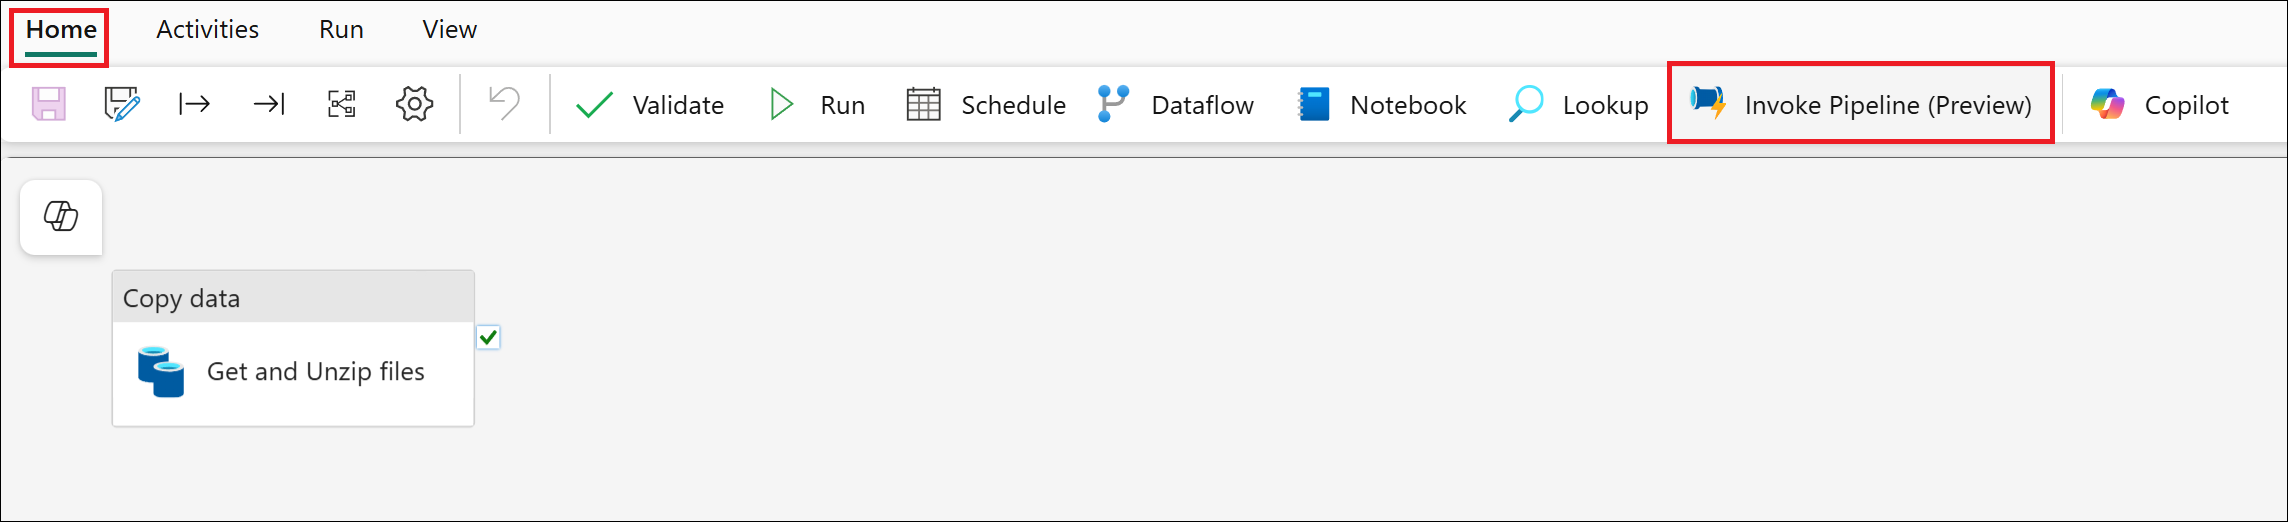 Home Activities Run View
Validate Run Schedule Dataflow Notebook Lookup Invoke Pipeline (Preview) Copilot
Copy data
Get and Unzip files